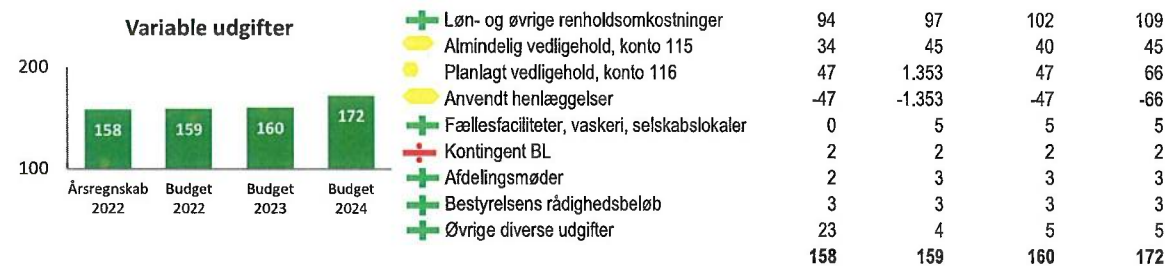 Variable udgifter
200
158
159
160
172
100
Årsregnskab 2022
Budget 2022
Budget 2023
Budget 2024
Løn- og øvrige renholdsomkostninger 94 97 102 109
Almindelig vedligehold, konto 115 34 45 40 45
Planlagt vedligehold, konto 116 47 1.353 47 66
Anvendt henlæggelser -47 -1.353 -47 -66
Fællesfaciliteter, vaskeri, selskabslokaler 0 5 5 5
Kontingent BL 2 2 2 2
Afdelingsmøder 2 3 3 3
Bestyrelsens rådighedsbeløb 3 3 3 3
Øvrige diverse udgifter 23 4 5 5
158 159 160 172